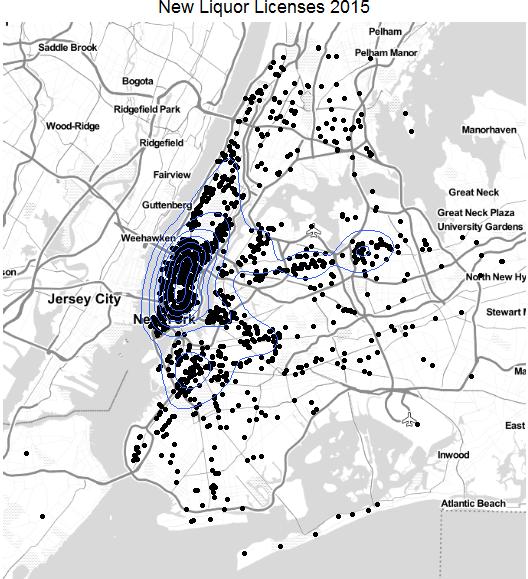 New Liquor Licenses 2015
Pelham
Saddle Brook
Pelham Manor
Bogota
Ridgefield Park
Wood-Ridge
Manorhaven
Ridgefield
Fairview
Great Neck
Guttenberg
Great Neck Plaza
University Gardens
Weehawken
son
North New Hy
Jersey City
New York
Stewart M
Ma
East
Inwood
Atlantic Beach